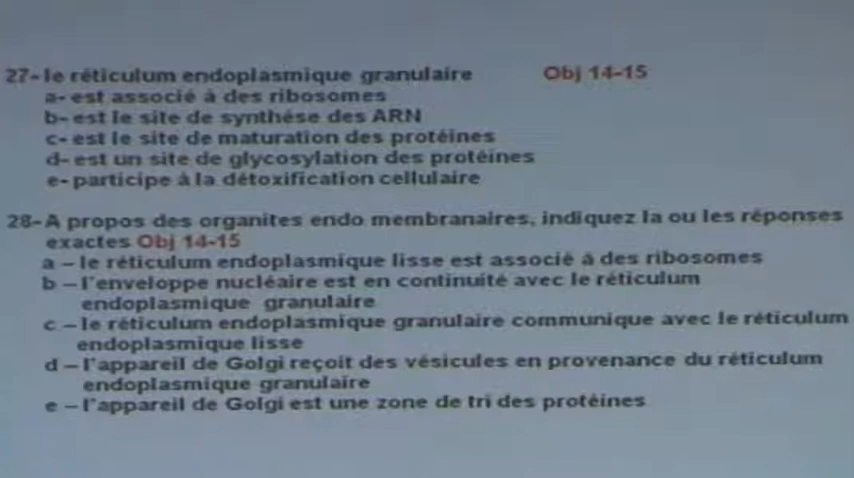 27- le réticulum endoplasmique granulaire Obj 14-15
a- est associé à des ribosomes
b- est le site de synthése des ARN
c- est le site de maturation des protéines
d- est un site de glycosylation des protéines
e- participe à la détoxification cellulaire
28- A propos des organites endo membranaires, indiquez la ou les réponses
exactes Obj 14-15
a – le réticulum endoplasmique lisse est associé à des ribosomes
b – l'enveloppe nucléaire est en continuité avec le réticulum
endoplasmique granulaire
c – le réticulum endoplasmique granulaire communique avec le réticulum
endoplasmique lisse
d – l'appareil de Golgi reçoit des vésicules en provenance du réticulum
endoplasmique granulaire
e – l'appareil de Golgi est une zone de tri des protéines